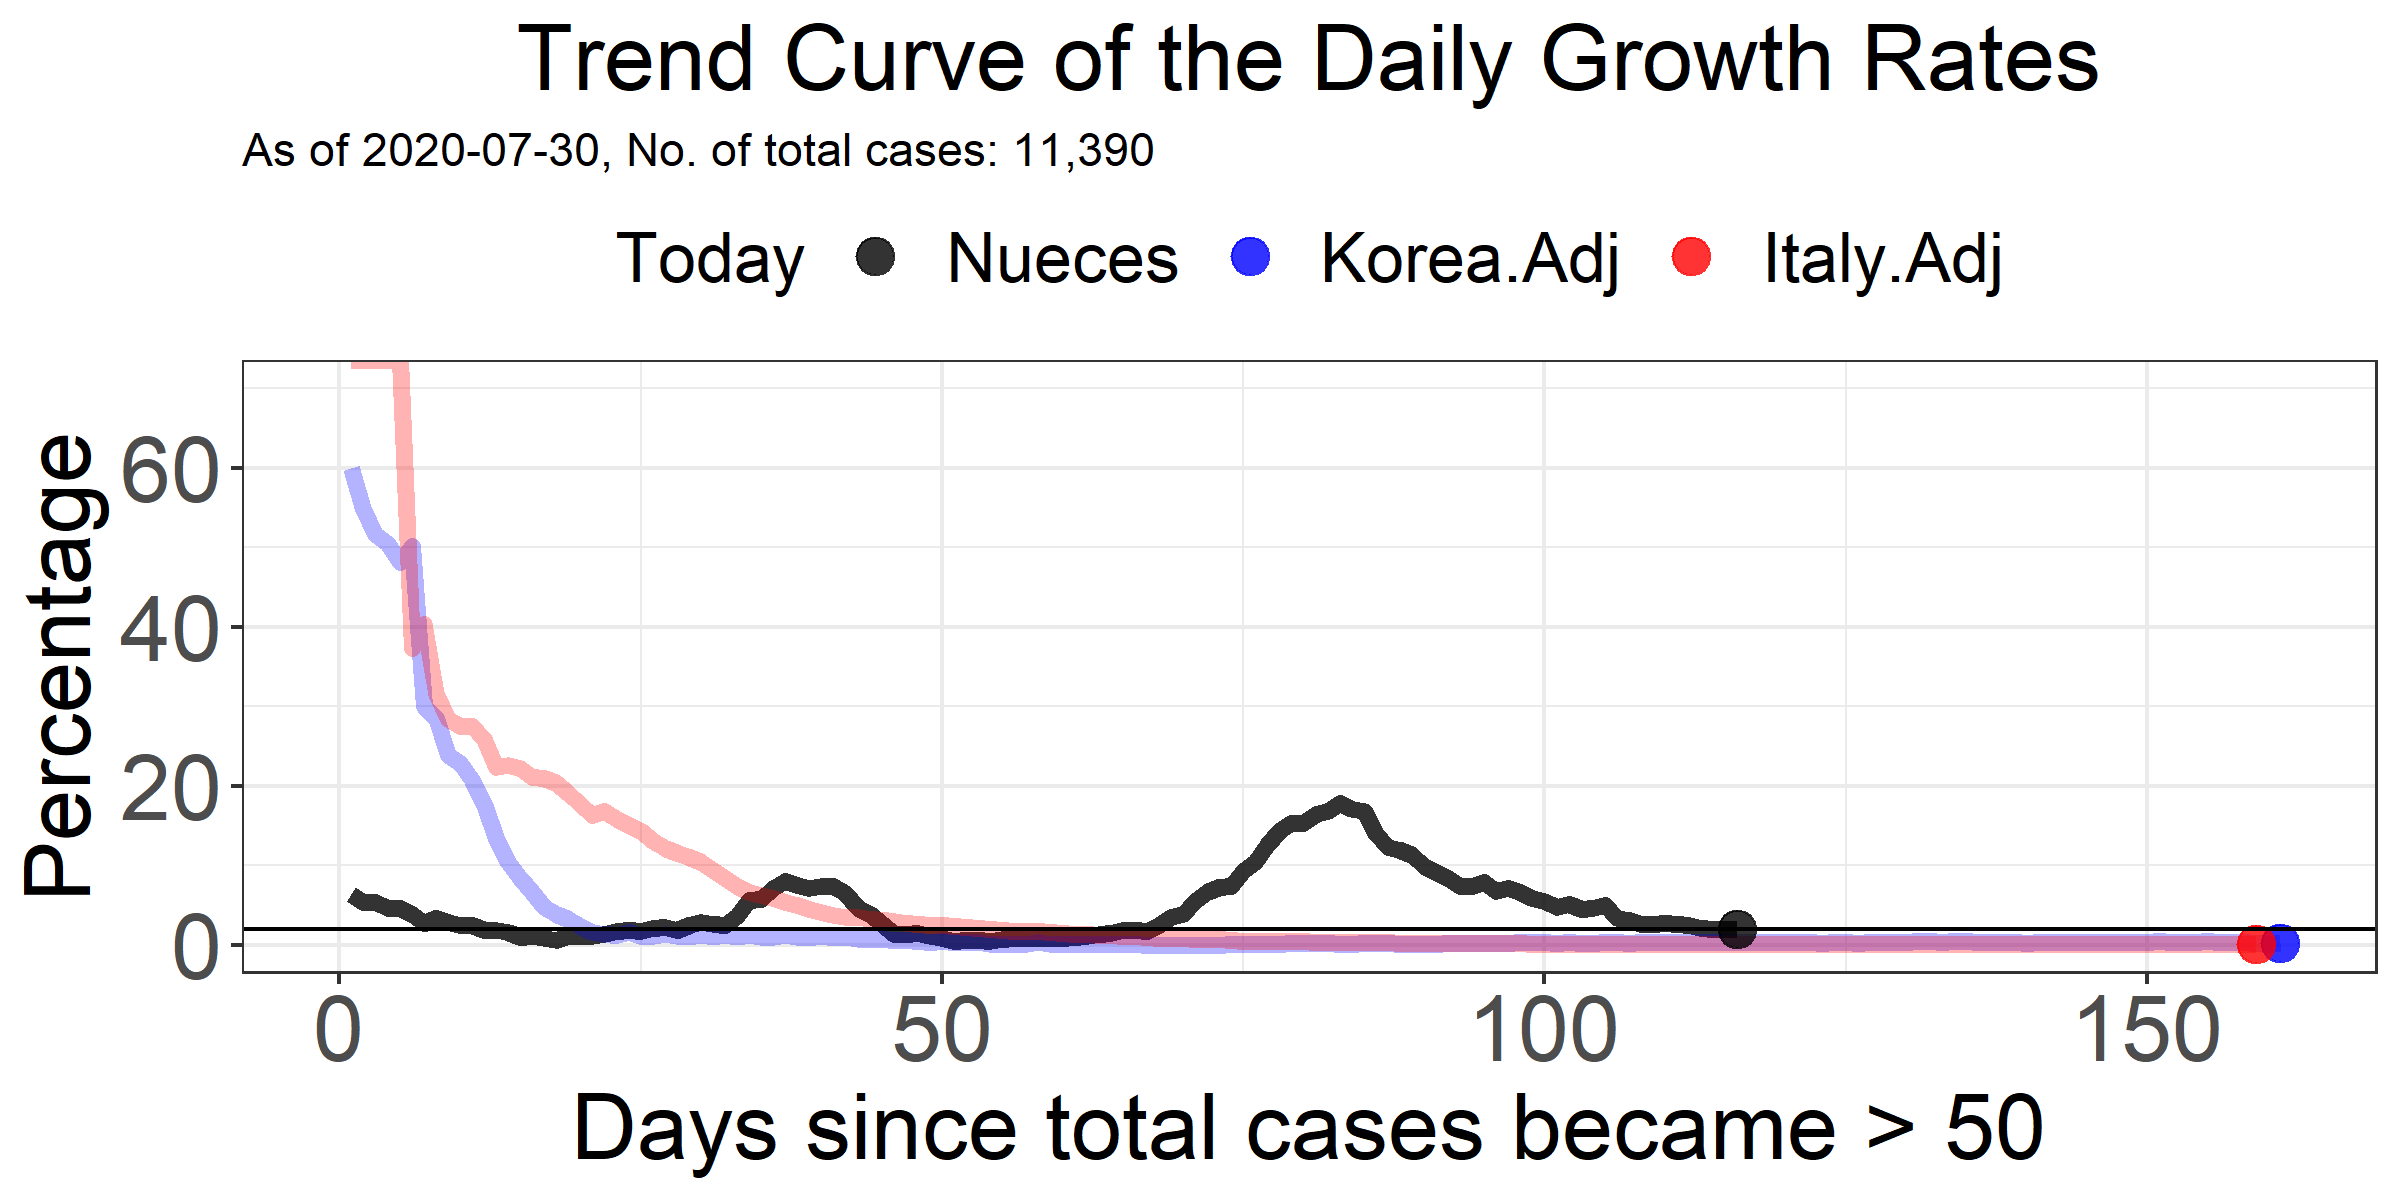 Trend Curve of the Daily Growth Rates
As of 2020-07-30, No. of total cases: 11,390
Today Nueces Korea.Adj Italy.Adj
Percentage
60
40
20
0
0 50 100 150
Days since total cases became > 50